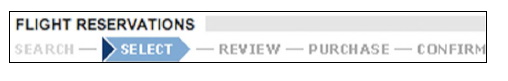 FLIGHT RESERVATIONS
SEARCH — SELECT — REVIEW — PURCHASE — CONFIRM